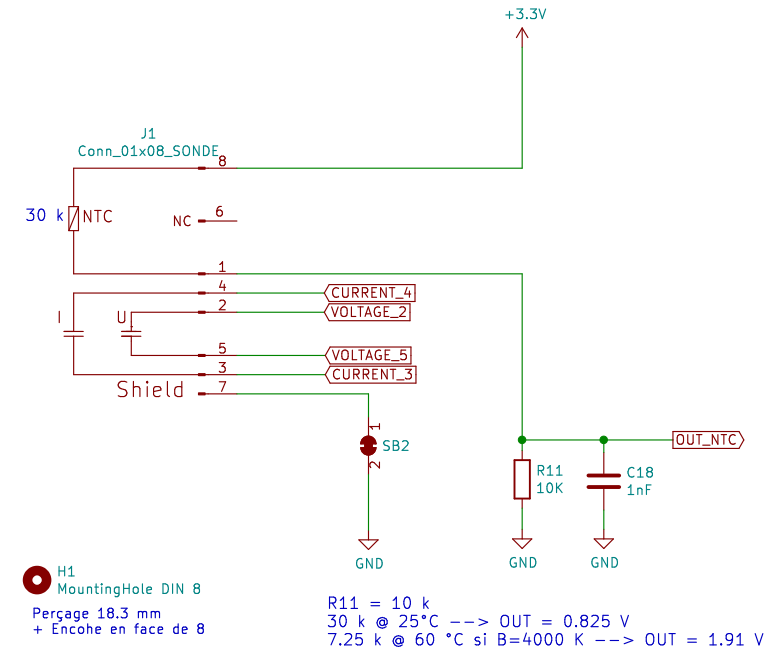 +3.3V
J1
Conn_01x08_SONDE
8
30 k
NTC
NC
6
1
4
CURRENT_4
I
U
2
VOLTAGE_2
5
VOLTAGE_5
3
CURRENT_3
Shield
7
1
SB2
2
GND
OUT_NTC
R11
10K
C18
1nF
GND
GND
H1
MountingHole DIN 8
Perçage 18.3 mm
+ Encohe en face de 8
R11 = 10 k
30 k @ 25°C --> OUT = 0.825 V
7.25 k @ 60 °C si B=4000 K --> OUT = 1.91 V